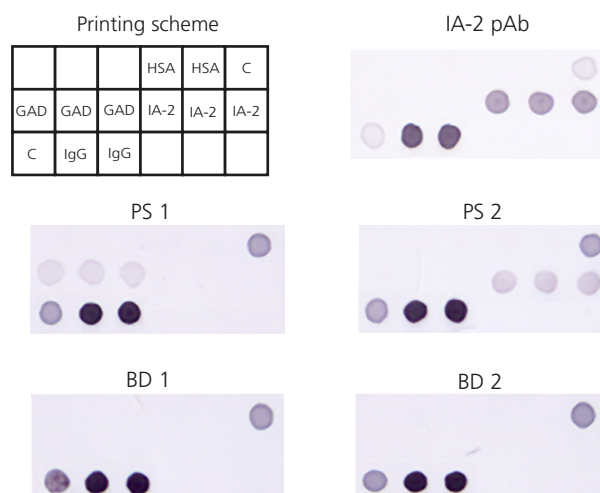 Printing scheme
IA-2 pAb
HSA HSA C
GAD GAD GAD IA-2 IA-2 IA-2
C IgG IgG
PS 1
PS 2
BD 1
BD 2